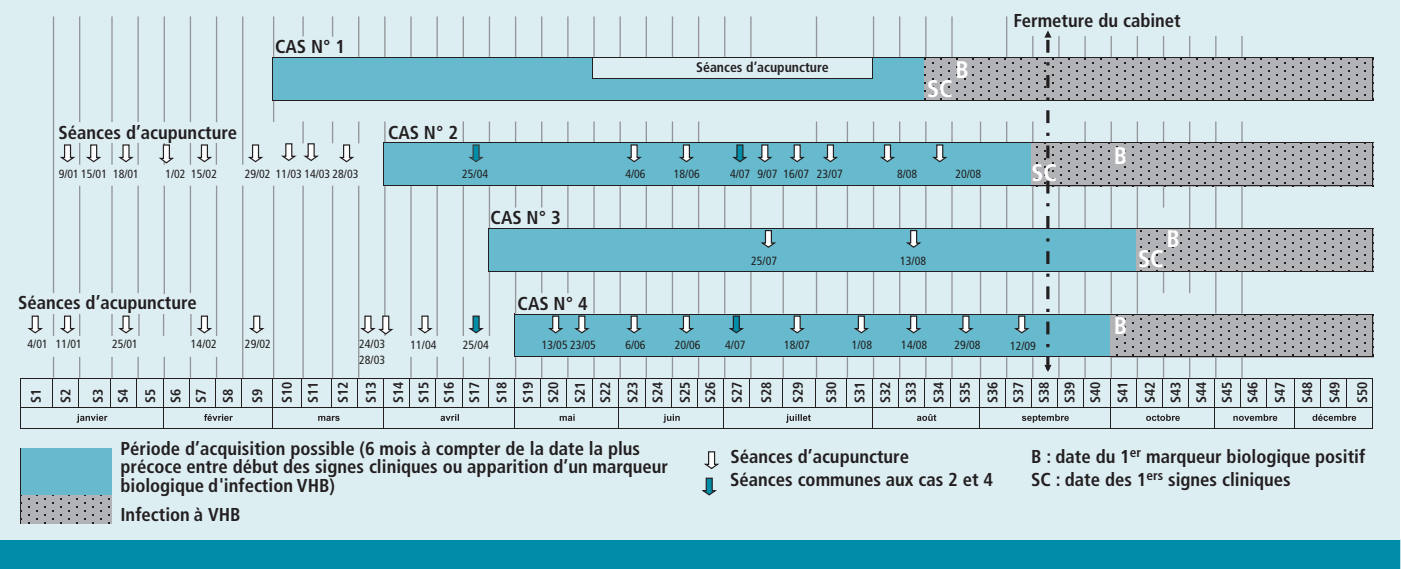 Fermeture du cabinet
CAS N° 1
Séances d’acupuncture
B
SC
Séances d’acupuncture
CAS N° 2
9/01 15/01 18/01 1/02 15/02 29/02 11/03 14/03 28/03 25/04 4/06 18/06 4/07 9/07 16/07 23/07 8/08 20/08
B
SC
CAS N° 3
25/07 13/08
B
SC
Séances d’acupuncture
CAS N° 4
4/01 11/01 25/01 14/02 29/02 24/03 11/04 25/04 13/05 23/05 6/06 20/06 4/07 18/07 1/08 14/08 29/08 12/09
28/03
B
S1 S2 S3 S4 S5 S6 S7 S8 S9 S10 S11 S12 S13 S14 S15 S16 S17 S18 S19 S20 S21 S22 S23 S24 S25 S26 S27 S28 S29 S30 S31 S32 S33 S34 S35 S36 S37 S38 S39 S40 S41 S42 S43 S44 S45 S46 S47 S48 S49 S50
janvier février mars avril mai juin juillet août septembre octobre novembre décembre
Période d’acquisition possible (6 mois à compter de la date la plus
précoce entre début des signes cliniques ou apparition d’un marqueur
biologique d'infection VHB)
Infection à VHB
Séances d’acupuncture
Séances communes aux cas 2 et 4
B : date du 1er marqueur biologique positif
SC : date des 1ers signes cliniques